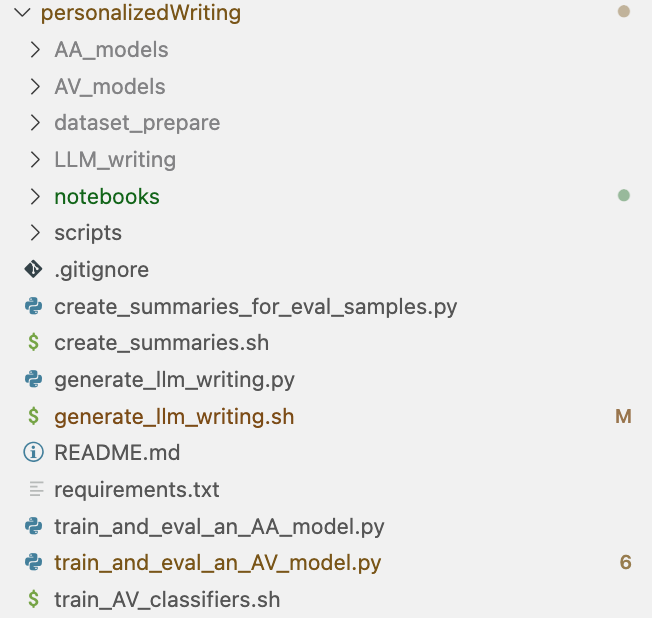 personalizedWriting
AA_models
AV_models
dataset_prepare
LLM_writing
notebooks
scripts
.gitignore
create_summaries_for_eval_samples.py
$ create_summaries.sh
generate_llm_writing.py
$ generate_llm_writing.sh M
README.md
requirements.txt
train_and_eval_an_AA_model.py
train_and_eval_an_AV_model.py 6
$ train_AV_classifiers.sh